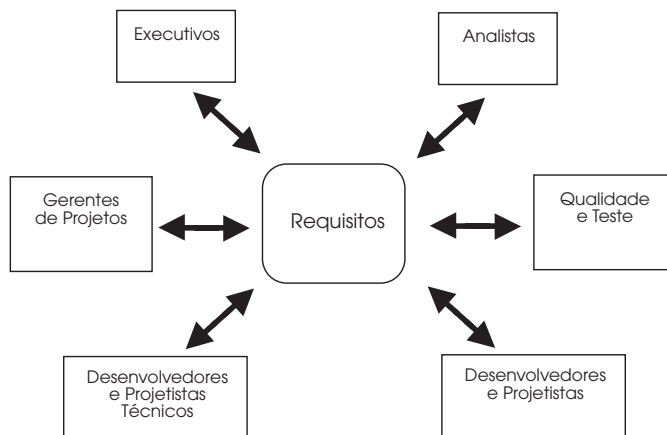 Executivos
Analistas
Gerentes
de Projetos
Requisitos
Qualidade
e Teste
Desenvolvedores
e Projetistas
Técnicos
Desenvolvedores
e Projetistas